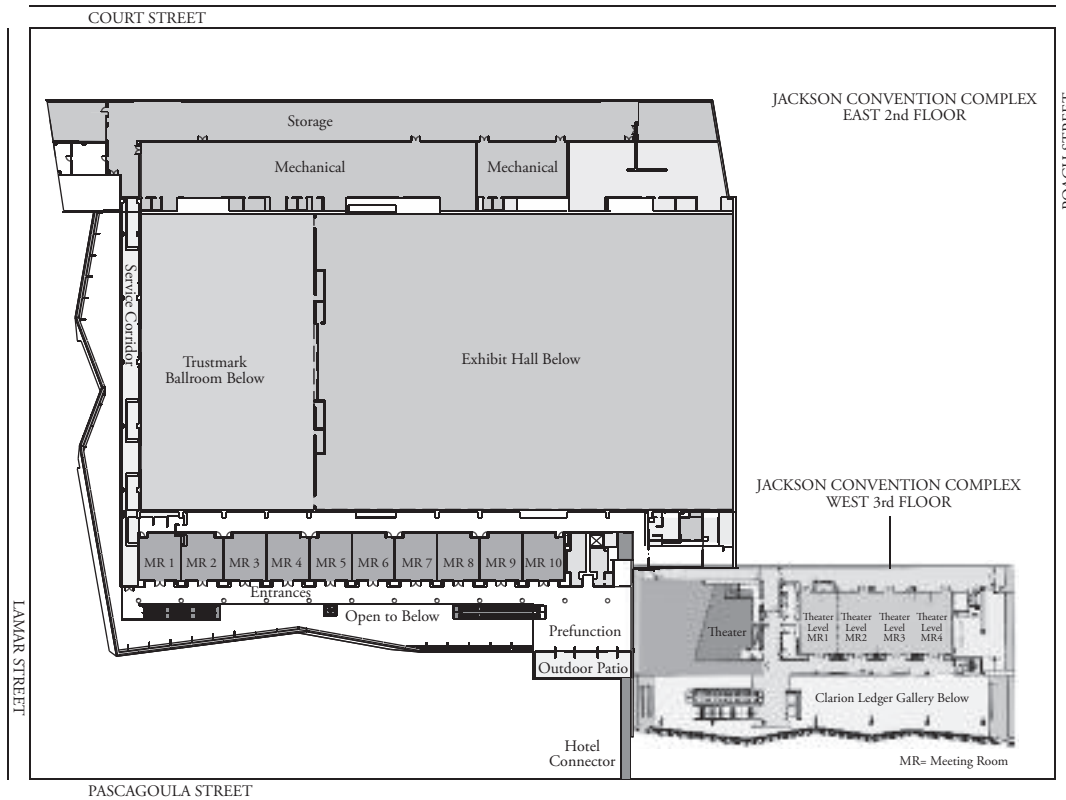 COURT STREET
JACKSON CONVENTION COMPLEX
EAST 2nd FLOOR
Storage
Mechanical
Mechanical
Service Corridor
Trustmark
Ballroom Below
Exhibit Hall Below
JACKSON CONVENTION COMPLEX
WEST 3rd FLOOR
MR 1
MR 2
MR 3
MR 4
MR 5
MR 6
MR 7
MR 8
MR 9
MR 10
Entrances
Open to Below
Prefunction
Outdoor Patio
Theater
Theater
Level
MR1
Theater
Level
MR2
Theater
Level
MR3
Theater
Level
MR4
Clarion Ledger Gallery Below
Hotel
Connector
MR= Meeting Room
LAMAR STREET
PASCAGOULA STREET